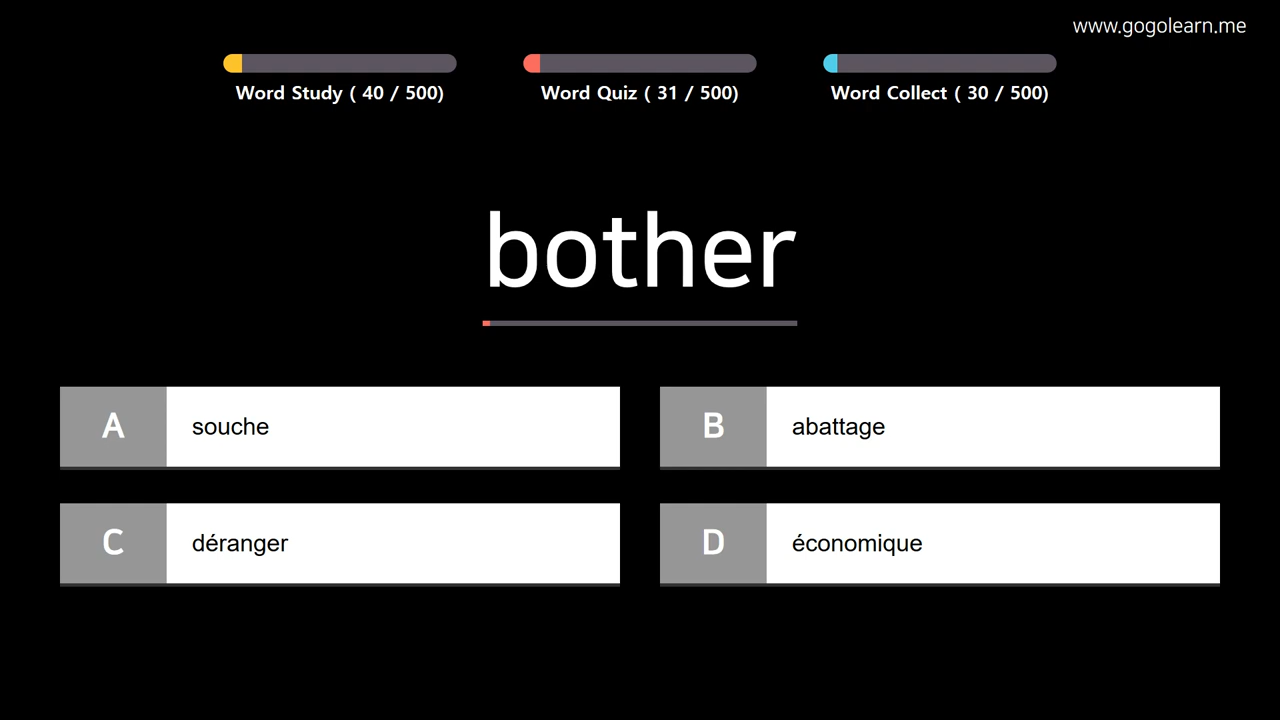 www.gogolearn.me
Word Study ( 40 / 500)
Word Quiz ( 31 / 500)
Word Collect ( 30 / 500)
bother
A souche
B abattage
C déranger
D économique